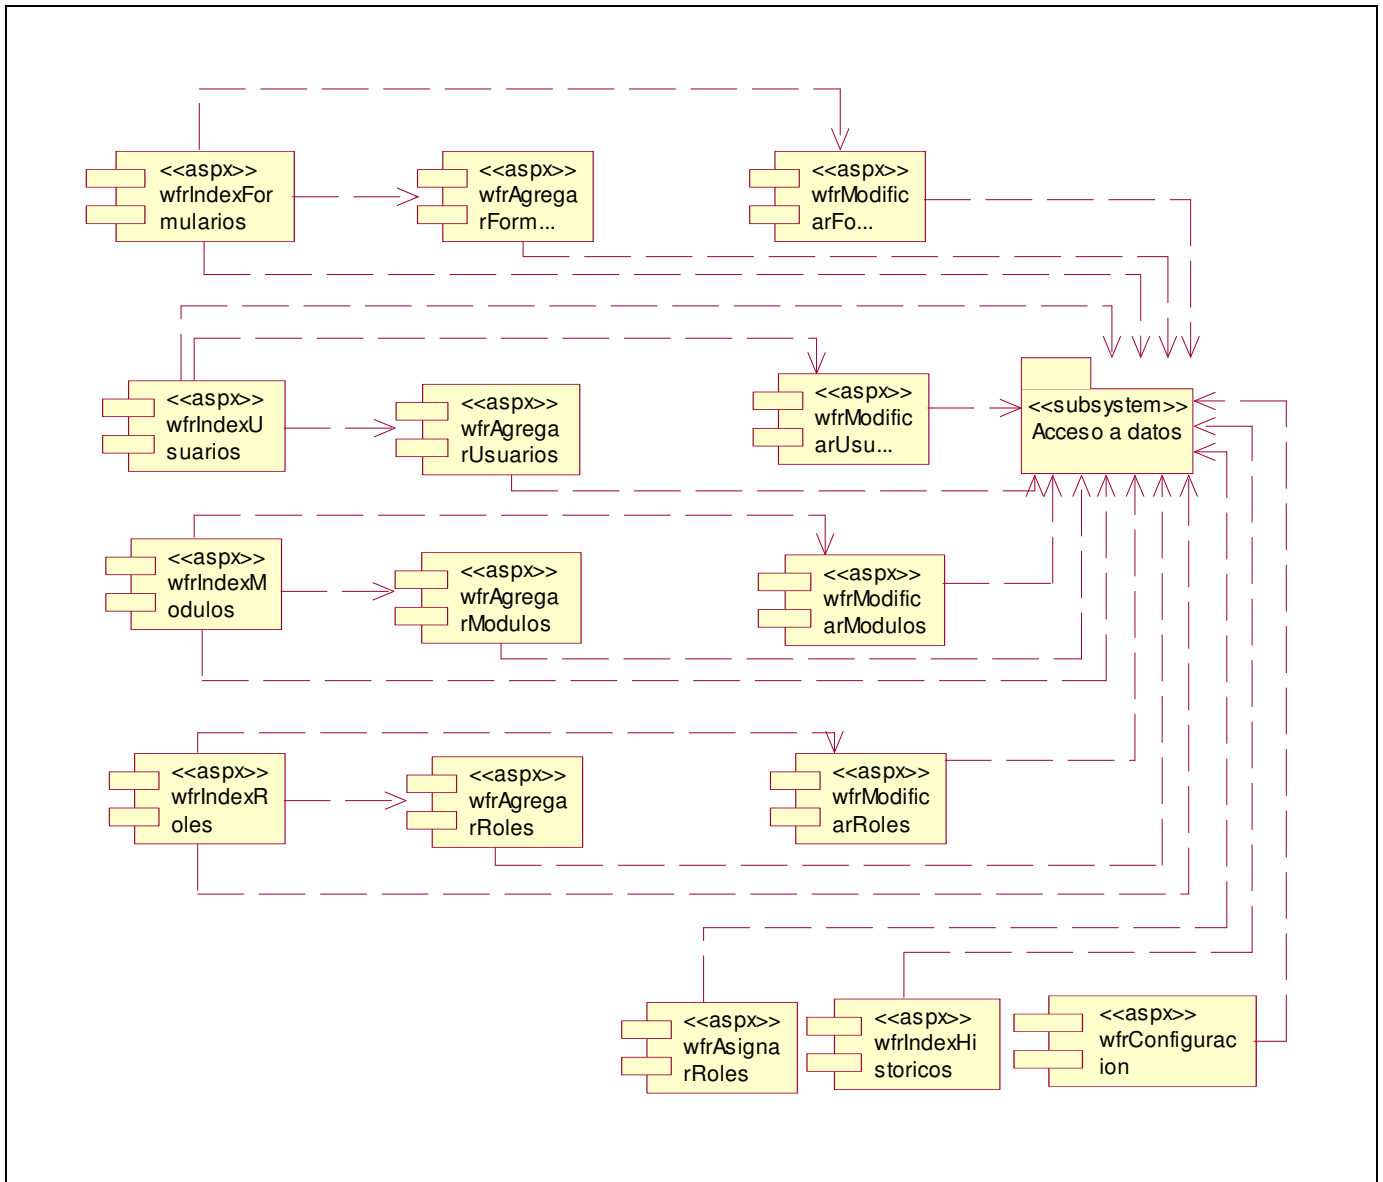 <<aspx>>
wfrIndexFor
mularios
<<aspx>>
wfrAgrega
rForm...
<<aspx>>
wfrModific
arFo...
<<aspx>>
wfrIndexU
suarios
<<aspx>>
wfrAgrega
rUsuarios
<<aspx>>
wfrModific
arUsu...
<<subsystem>>
Acceso a datos
<<aspx>>
wfrIndexM
odulos
<<aspx>>
wfrAgrega
rModulos
<<aspx>>
wfrModific
arModulos
<<aspx>>
wfrIndexR
oles
<<aspx>>
wfrAgrega
rRoles
<<aspx>>
wfrModific
arRoles
<<aspx>>
wfrAsigna
rRoles
<<aspx>>
wfrIndexHi
storicos
<<aspx>>
wfrConfigurac
ion